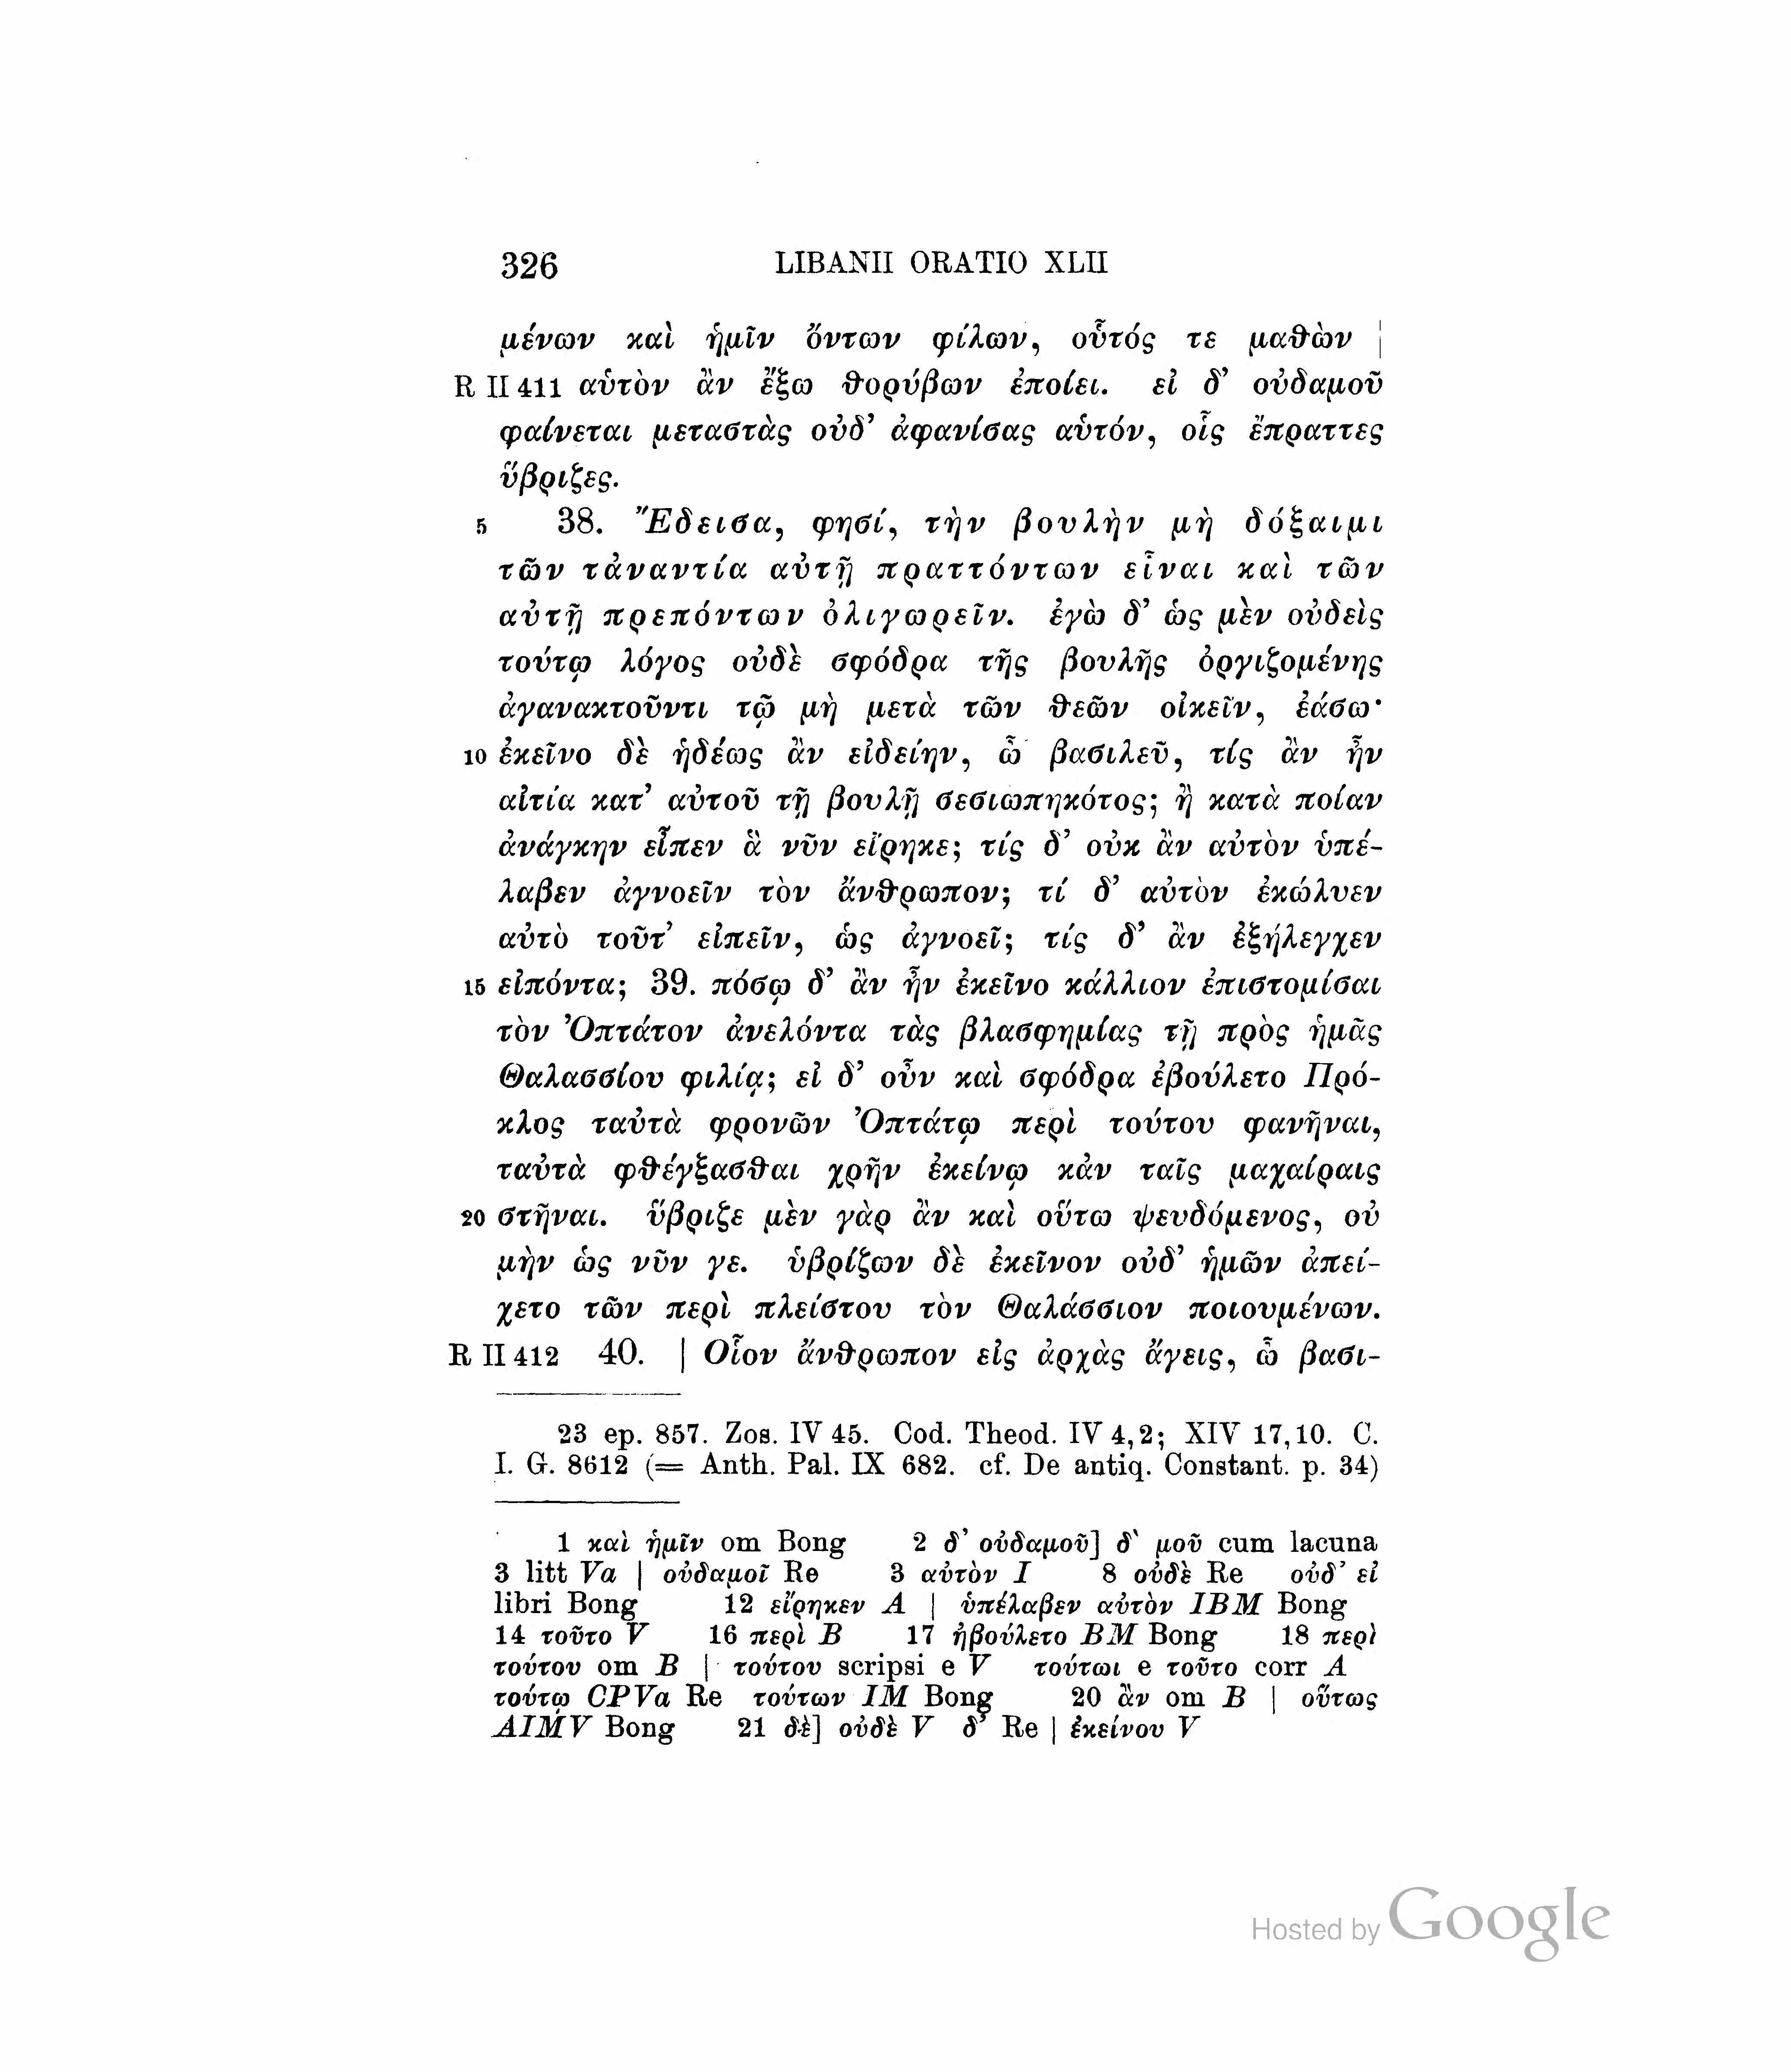 326 LIBANII ORATIO XLII
μένων καὶ ἡμῖν ὄντων φίλων, οὗτός τε μαθὼν |
R II 411 αὑτὸν ἂν ἔξω θορύβων ἐποίει. εἰ δ’ οὐδαμοῦ
φαίνεται μεταστὰς οὐδ’ ἀφανίσας αὑτόν, οἷς ἔπραττες
ὕβριζες.
5 38. Ἔδεισα, φησί, τὴν βουλὴν μὴ δόξαιμι
τῶν τἀναντία αὐτῇ πραττόντων εἶναι καὶ τῶν
αὐτῇ πρεπόντων ὀλιγωρεῖν. ἐγὼ δ’ ὡς μὲν οὐδεὶς
τούτῳ λόγος οὐδὲ σφόδρα τῆς βουλῆς ὀργιζομένης
ἀγανακτοῦντι τῷ μὴ μετὰ τῶν θεῶν οἰκεῖν, ἐάσω·
10 ἐκεῖνο δὲ ἡδέως ἂν εἰδείην, ὦ βασιλεῦ, τίς ἂν ἦν
αἰτία κατ’ αὐτοῦ τῇ βουλῇ σεσιωπηκότος; ἢ κατὰ ποίαν
ἀνάγκην εἶπεν ἃ νῦν εἴρηκε; τίς δ’ οὐκ ἂν αὐτὸν ὑπέ-
λαβεν ἀγνοεῖν τὸν ἄνθρωπον; τί δ’ αὐτὸν ἐκώλυεν
αὐτὸ τοῦτ’ εἰπεῖν, ὡς ἀγνοεῖ; τίς δ’ ἂν ἐξήλεγχεν
15 εἰπόντα; 39. πόσῳ δ’ ἂν ἦν ἐκεῖνο κάλλιον ἐπιστομίσαι
τὸν Ὀπτάτον ἀνελόντα τὰς βλασφημίας τῇ πρὸς ἡμᾶς
Θαλασσίου φιλίᾳ; εἰ δ’ οὖν καὶ σφόδρα ἐβούλετο Πρό-
κλος ταὐτὰ φρονῶν Ὀπτάτῳ περὶ τούτου φανῆναι,
ταὐτὰ φθέγξασθαι χρῆν ἐκείνῳ κἀν ταῖς μαχαίραις
20 στῆναι. ὕβριζε μὲν γὰρ ἂν καὶ οὕτω ψευδόμενος, οὐ
μὴν ὡς νῦν γε. ὑβρίζων δὲ ἐκεῖνον οὐδ’ ἡμῶν ἀπεί-
χετο τῶν περὶ πλείστου τὸν Θαλάσσιον ποιουμένων.
R II 412 40. | Οἷον ἄνθρωπον εἰς ἀρχὰς ἄγεις, ὦ βασι-
23 ep. 857. Zos. IV 45. Cod. Theod. IV 4,2; XIV 17,10. C.
I. G. 8612 (= Anth. Pal. IX 682. cf. De antiq. Constant. p. 34)
1 καὶ ἡμῖν om Bong 2 δ’ οὐδαμοῦ] δ‵ μοῦ cum lacuna
3 litt Va | οὐδαμοῖ Re 3 αὐτὸν I 8 οὐδὲ Re οὐδ’ εἰ
libri Bong 12 εἴρηκεν A | ὑπέλαβεν αὐτὸν IBM Bong
14 τοῦτο V 16 περὶ B 17 ἠβούλετο BM Bong 18 περὶ
τούτου om B | τούτου scripsi e V τούτωι e τοῦτο corr A
τούτῳ CPVa Re τούτων IM Bong 20 ἂν om B | οὕτως
AIMV Bong 21 δὲ] οὐδὲ V δ’ Re | ἐκείνου V
Hosted by Google